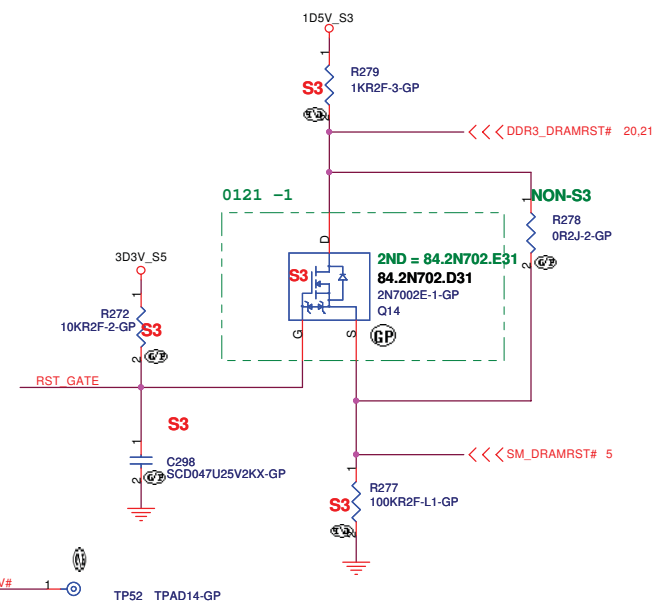 1D5V_S3
1
R279
S3
1KR2F-3-GP
2
DDR3_DRAMRST# 20,21
0121 -1
NON-S3
1
R278
0R2J-2-GP
2
G/P
D
3D3V_S5
2ND = 84.2N702.E31
S3
84.2N702.D31
2N7002E-1-GP
Q14
1
R272
10KR2F-2-GP
S3
G
S
GP
2
G/P
RST_GATE
S3
1
C298
SCD047U25V2KX-GP
2
G/P
SM_DRAMRST# 5
1
R277
S3
100KR2F-L1-GP
2
V#
1
TP52 TPAD14-GP